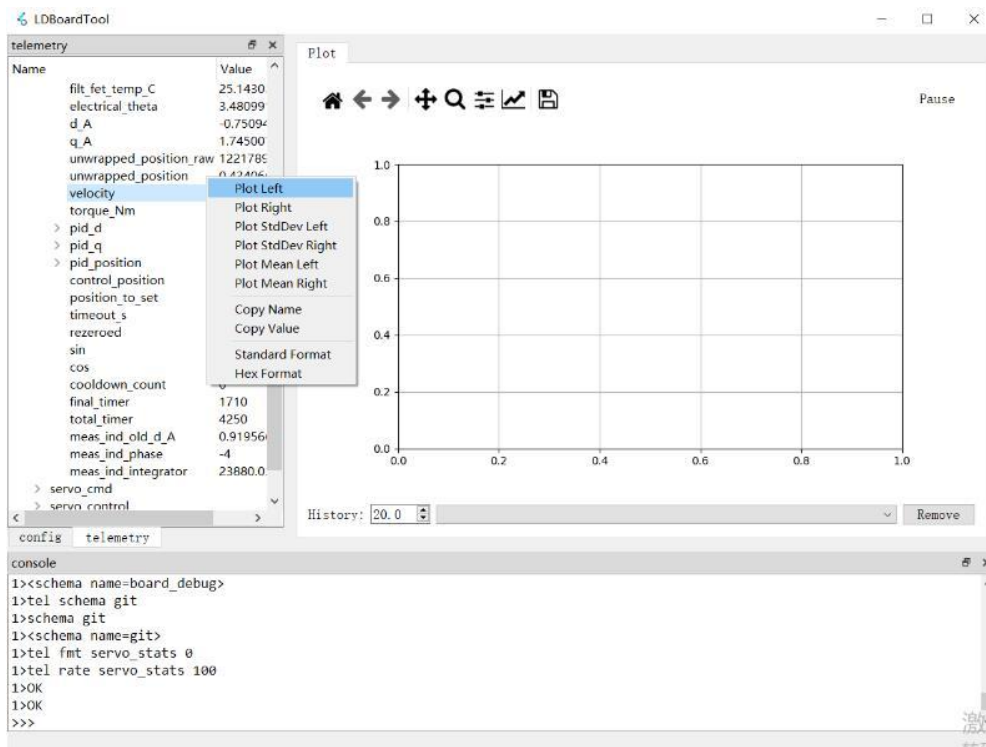 LDBoardTool
telemetry
Name Value
filt_fet_temp_C 25.1430
electrical_theta 3.48099
d_A -0.75094
q_A 1.74500
unwrapped_position_raw 1221789
unwrapped_position
velocity
torque_Nm
pid_d
pid_q
pid_position
control_position
position_to_set
timeout_s
rezeroed
sin
cos
cooldown_count
final_timer 1710
total_timer 4250
meas_ind_old_d_A 0.91956
meas_ind_phase -4
meas_ind_integrator 23880.0
servo_cmd
servo_control
config telemetry
Plot Left
Plot Right
Plot StdDev Left
Plot StdDev Right
Plot Mean Left
Plot Mean Right
Copy Name
Copy Value
Standard Format
Hex Format
Plot
Pause
1.0
0.8
0.6
0.4
0.2
0.0
0.0 0.2 0.4 0.6 0.8 1.0
History: 20.0 Remove
console
1><schema name=board_debug>
1>tel schema git
1>schema git
1><schema name=git>
1>tel fmt servo_stats 0
1>tel rate servo_stats 100
1>OK
1>OK
>>>